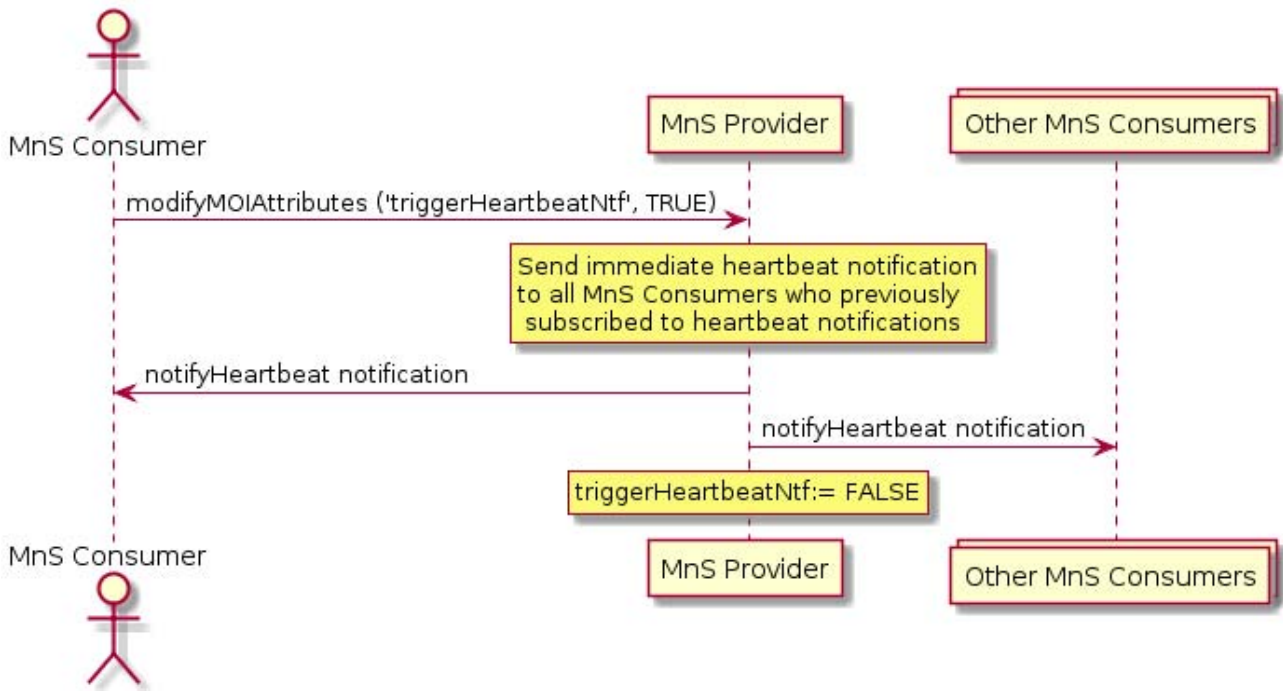 MnS Consumer
MnS Provider
Other MnS Consumers
modifyMOIAttributes ('triggerHeartbeatNtf', TRUE)
Send immediate heartbeat notification
to all MnS Consumers who previously
subscribed to heartbeat notifications
notifyHeartbeat notification
notifyHeartbeat notification
triggerHeartbeatNtf:= FALSE
MnS Consumer
MnS Provider
Other MnS Consumers